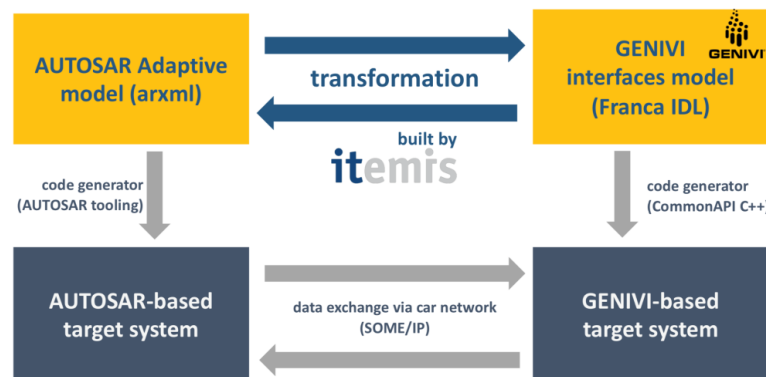 AUTOSAR Adaptive
model (arxml)
transformation
built by
itemis
GENIVI
GENIVI
interfaces model
(Franca IDL)
code generator
(AUTOSAR tooling)
code generator
(CommonAPI C++)
AUTOSAR-based
target system
data exchange via car network
(SOME/IP)
GENIVI-based
target system